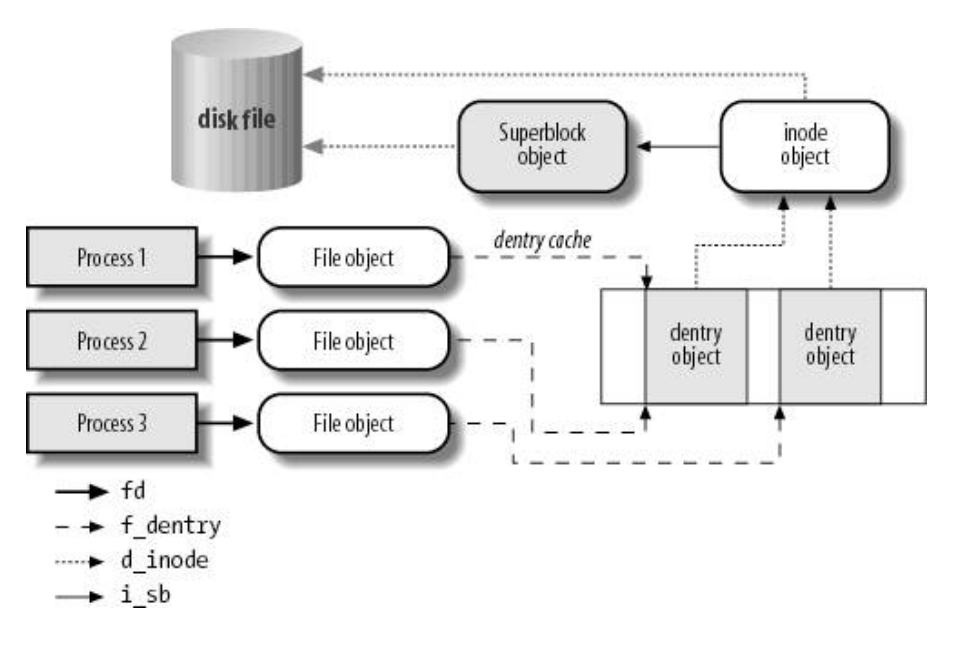 disk file
Superblock
object
inode
object
Process 1
File object
dentry cache
Process 2
File object
dentry
object
dentry
object
Process 3
File object
fd
f_dentry
d_inode
i_sb